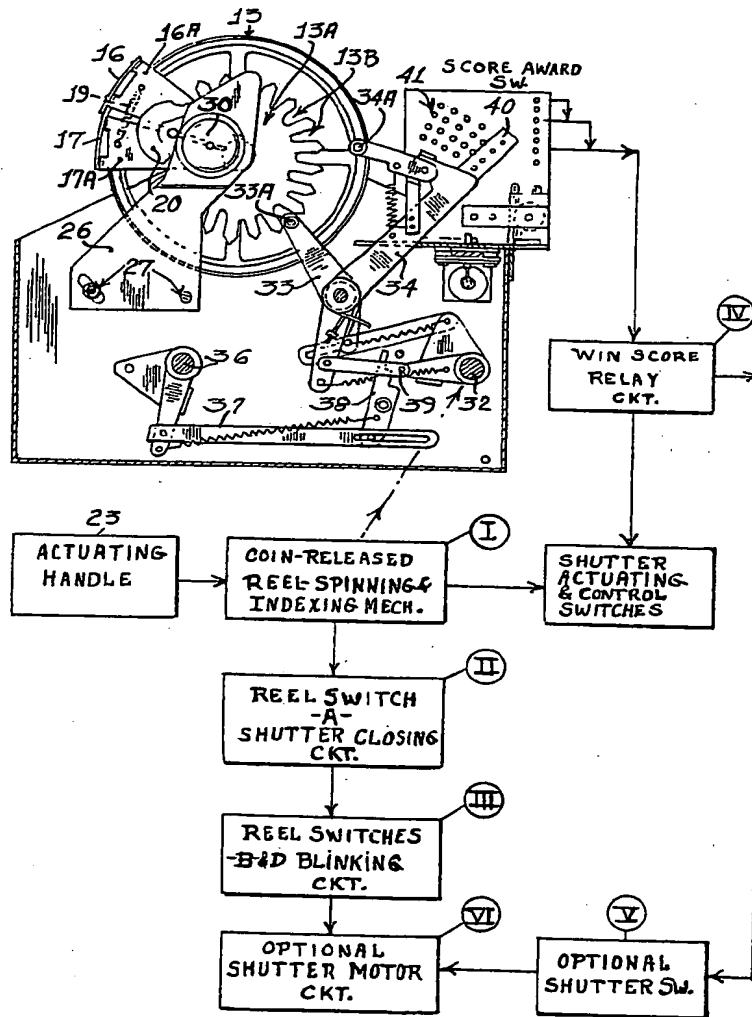 13
16A
13A
16
13B
SCORE AWARD
SW.
41
34A
19
30
40
17
33A
17A
20
26
34
27
33
IV
36
WIN SCORE
RELAY
CKT.
38
39
32
37
23
ACTUATING
HANDLE
I
COIN-RELEASED
REEL-SPINNING &
INDEXING MECH.
SHUTTER
ACTUATING
& CONTROL
SWITCHES
II
REEL SWITCH
-A-
SHUTTER CLOSING
CKT.
III
REEL SWITCHES
-B&D BLINKING
CKT.
VI
OPTIONAL
SHUTTER MOTOR
CKT.
V
OPTIONAL
SHUTTER SW.